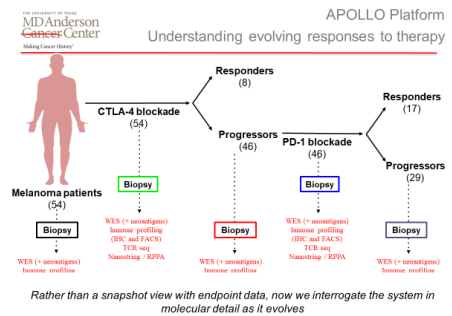 THE UNIVERSITY OF TEXAS
MDAnderson
Cancer Center
Making Cancer History®
APOLLO Platform
Understanding evolving responses to therapy
Responders
(8)
CTLA-4 blockade
(54)
Progressors
(46)
PD-1 blockade
(46)
Responders
(17)
Progressors
(29)
Melanoma patients
(54)
Biopsy
Biopsy
Biopsy
Biopsy
Biopsy
WES (+ neoantigens)
Immune profiling
WES (+ neoantigens)
Immune profiling
(IHC and FACS)
TCR seq
Nanostring / RPPA
WES (+ neoantigens)
Immune profiling
WES (+ neoantigens)
Immune profiling
(IHC and FACS)
TCR seq
Nanostring / RPPA
WES (+ neoantigens)
Immune profiling
Rather than a snapshot view with endpoint data, now we interrogate the system in
molecular detail as it evolves